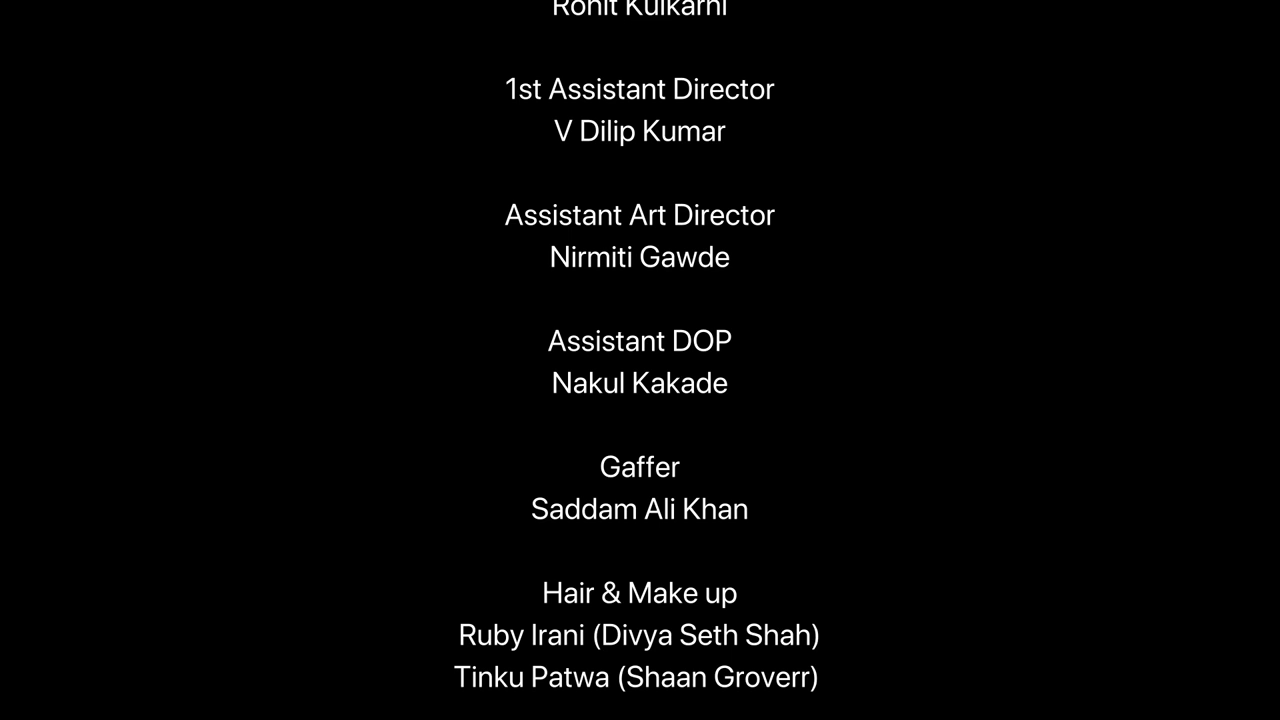 Rohit Kulkarni
1st Assistant Director
V Dilip Kumar
Assistant Art Director
Nirmiti Gawde
Assistant DOP
Nakul Kakade
Gaffer
Saddam Ali Khan
Hair & Make up
Ruby Irani (Divya Seth Shah)
Tinku Patwa (Shaan Groverr)